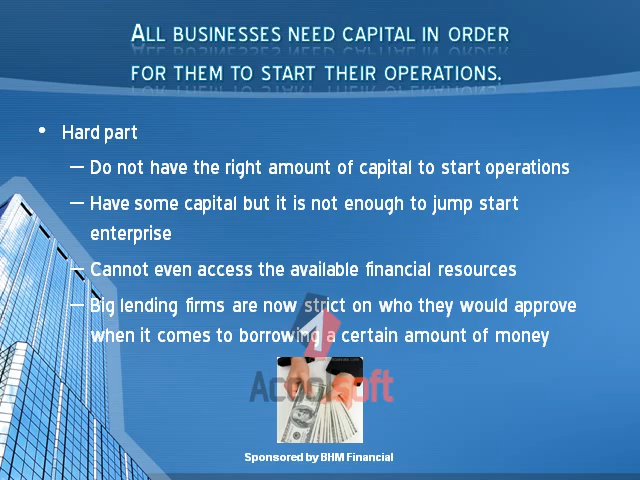 ALL BUSINESSES NEED CAPITAL IN ORDER
FOR THEM TO START THEIR OPERATIONS.
• Hard part
– Do not have the right amount of capital to start operations
– Have some capital but it is not enough to jump start
enterprise
– Cannot even access the available financial resources
– Big lending firms are now strict on who they would approve
when it comes to borrowing a certain amount of money
Acoolsoft
Sponsored by BHM Financial